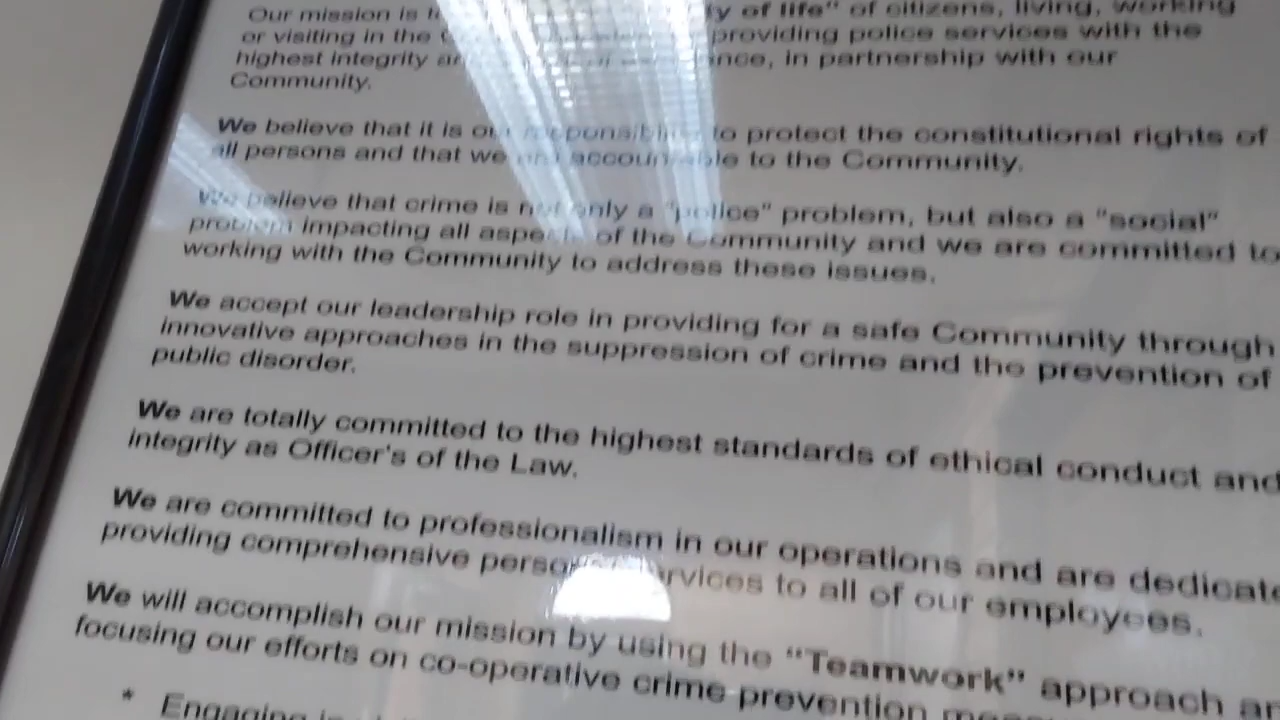 Our mission is of life" of citizens, living, working
or visiting in the providing police services with the
highest integrity in partnership with our
Community.
We believe that it is our responsibility to protect the constitutional rights of
all persons and that we are accountable to the Community.
We believe that crime is not only a "police" problem, but also a "social"
problem impacting all aspects of the Community and we are committed to
working with the Community to address these issues.
We accept our leadership role in providing for a safe Community through
innovative approaches in the suppression of crime and the prevention of
public disorder.
We are totally committed to the highest standards of ethical conduct and
integrity as Officer's of the Law.
We are committed to professionalism in our operations and are
providing comprehensive services to all of our employees.
We will accomplish our mission by using the "Teamwork" approach
focusing our efforts on co-operative crime prevention
* Engaging